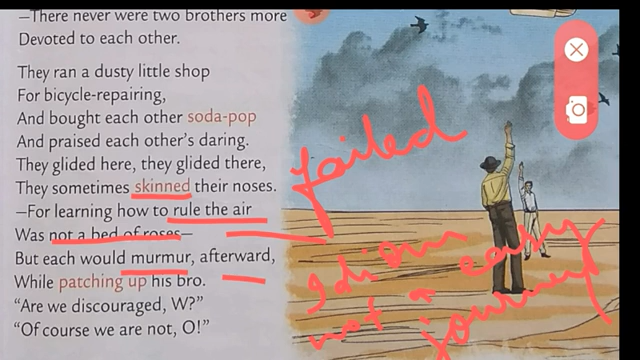 —There never were two brothers more
Devoted to each other.
They ran a dusty little shop
For bicycle-repairing,
And bought each other soda-pop
And praised each other's daring.
They glided here, they glided there,
They sometimes skinned their noses.
—For learning how to rule the air
Was not a bed of roses—
But each would murmur, afterward,
While patching up his bro.
"Are we discouraged, W?"
"Of course we are not, O!"
failed
Idiom
not a easy
journey